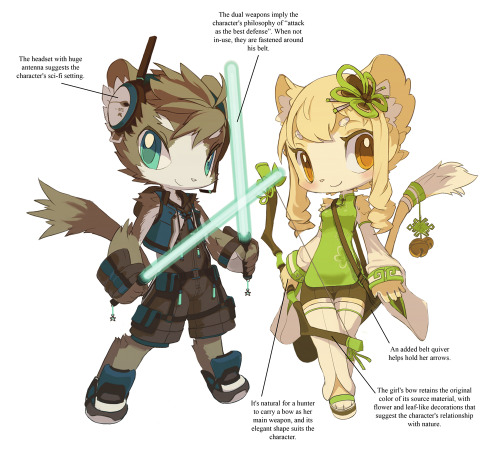 The dual weapons imply the
character's philosophy of "attack
as the best defense". When not
in-use, they are fastened around
his belt.
The headset with huge
antenna suggests the
character's sci-fi setting.
An added belt quiver
helps hold her arrows.
It's natural for a hunter
to carry a bow as her
main weapon, and its
elegant shape suits the
character.
The girl's bow retains the original
color of its source material, with
flower and leaf-like decorations that
suggest the character's relationship
with nature.